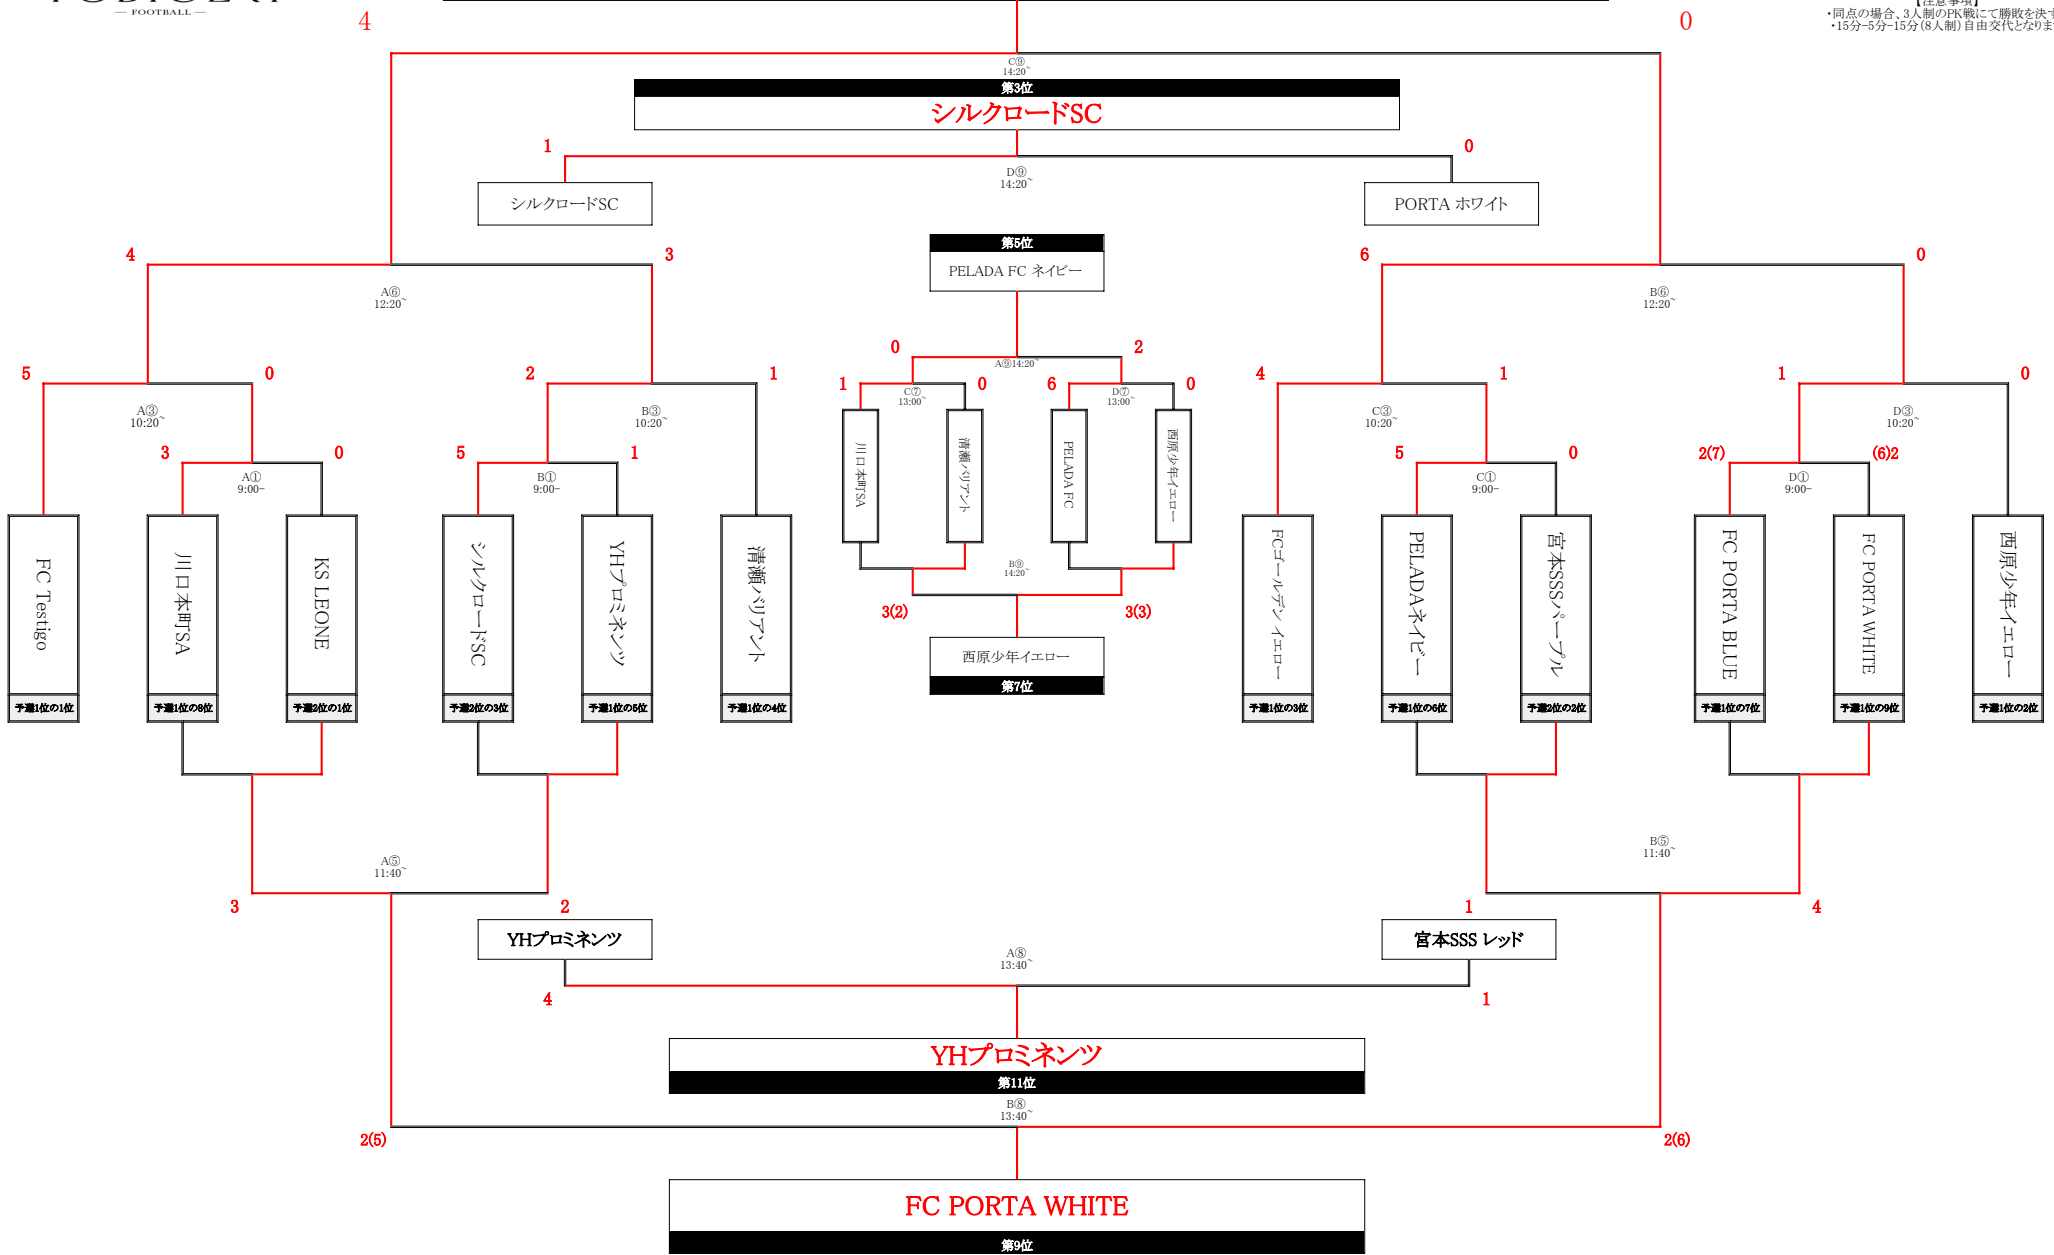 — FOOTBALL —
【注意事項】
・同点の場合、3人制のPK戦にて勝敗を決す
・15分-5分-15分(8人制)自由交代となりま
4
0
C⑨
14:20~
第3位
シルクロードSC
1
0
D⑨
14:20~
シルクロードSC
PORTA ホワイト
4
3
第5位
PELADA FC ネイビー
6
0
A⑥
12:20~
B⑥
12:20~
0
2
A⑨14:20~
5
0
2
1
1
0
6
0
4
1
1
0
C⑦
13:00~
D⑦
13:00~
A③
10:20~
B③
10:20~
C③
10:20~
D③
10:20~
川口本町SA
清瀬バリアント
PELADA FC
西原少年イエロー
3
0
5
1
5
0
2(7)
(6)2
A①
9:00-
B①
9:00-
C①
9:00-
D①
9:00-
B⑨
14:20~
3(2)
3(3)
西原少年イエロー
第7位
FC Testigo
川口本町SA
KS LEONE
シルクロードSC
YHプロミネンツ
清瀬バリアント
FCゴールデン イエロー
PELADAネイビー
宮本SSSパープル
FC PORTA BLUE
FC PORTA WHITE
西原少年イエロー
予選1位の1位
予選1位の8位
予選2位の1位
予選2位の3位
予選1位の5位
予選1位の4位
予選1位の3位
予選1位の6位
予選2位の2位
予選1位の7位
予選1位の9位
予選1位の2位
A⑤
11:40~
B⑤
11:40~
3
2
1
4
YHプロミネンツ
宮本SSS レッド
A⑧
13:40~
4
1
YHプロミネンツ
第11位
B⑧
13:40~
2(5)
2(6)
FC PORTA WHITE
第9位